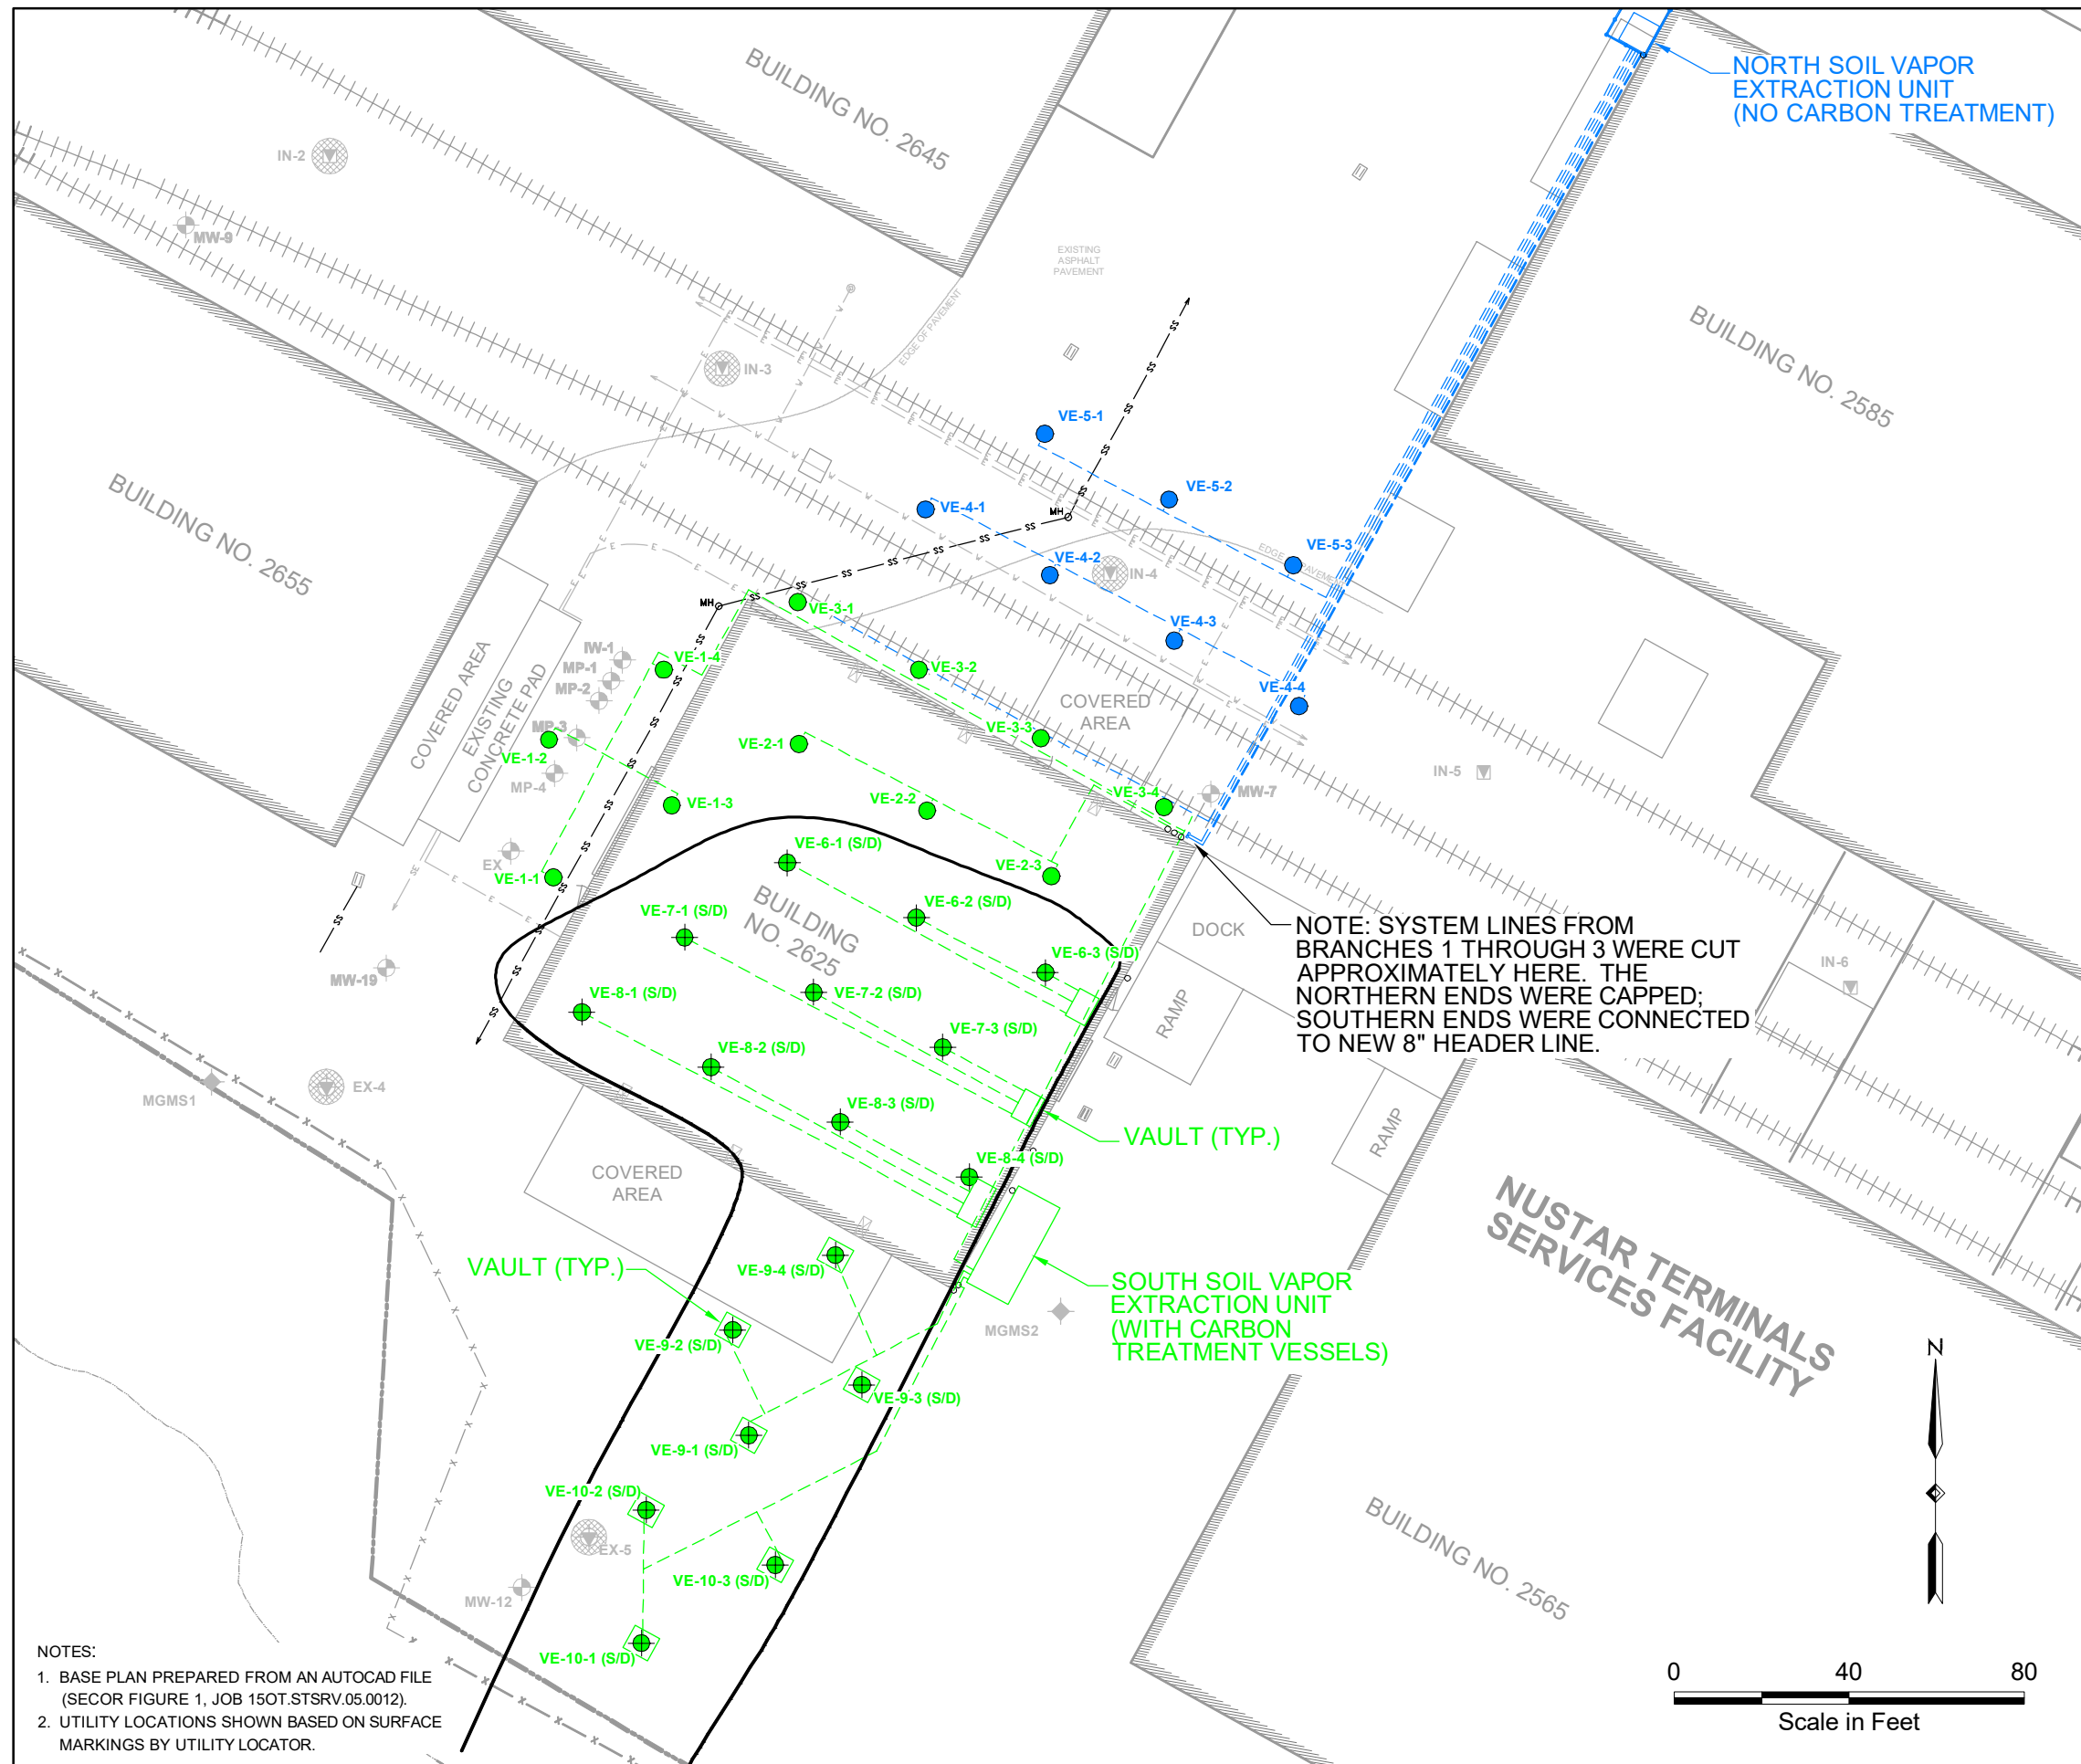 NORTH SOIL VAPOR
EXTRACTION UNIT
(NO CARBON TREATMENT)
BUILDING NO. 2645
IN-2
MW-9
EXISTING
ASPHALT
PAVEMENT
EDGE OF PAVEMENT
IN-3
BUILDING NO. 2585
VE-5-1
VE-5-2
VE-5-3
VE-4-1
MH
VE-4-2
IN-4
VE-4-3
VE-4-4
BUILDING NO. 2655
MH
VE-3-1
VE-3-2
VE-3-3
VE-3-4
COVERED
AREA
IW-1
MP-1
MP-2
MP-3
MP-4
VE-1-4
VE-1-2
VE-1-3
VE-1-1
EX
COVERED AREA
EXISTING
CONCRETE PAD
VE-2-1
VE-2-2
VE-2-3
MW-7
IN-5
IN-6
VE-6-1 (S/D)
VE-6-2 (S/D)
VE-6-3 (S/D)
BUILDING
NO. 2625
VE-7-1 (S/D)
VE-7-2 (S/D)
VE-7-3 (S/D)
VE-8-1 (S/D)
VE-8-2 (S/D)
VE-8-3 (S/D)
VE-8-4 (S/D)
DOCK
RAMP
RAMP
NOTE: SYSTEM LINES FROM
BRANCHES 1 THROUGH 3 WERE CUT
APPROXIMATELY HERE. THE
NORTHERN ENDS WERE CAPPED;
SOUTHERN ENDS WERE CONNECTED
TO NEW 8" HEADER LINE.
MW-19
MGMS1
EX-4
VAULT (TYP.)
COVERED
AREA
VAULT (TYP.)
VE-9-4 (S/D)
VE-9-2 (S/D)
VE-9-3 (S/D)
VE-9-1 (S/D)
SOUTH SOIL VAPOR
EXTRACTION UNIT
(WITH CARBON
TREATMENT VESSELS)
MGMS2
NUSTAR TERMINALS
SERVICES FACILITY
N
VE-10-2 (S/D)
EX-5
VE-10-3 (S/D)
MW-12
VE-10-1 (S/D)
BUILDING NO. 2565
NOTES:
1. BASE PLAN PREPARED FROM AN AUTOCAD FILE
(SECOR FIGURE 1, JOB 15OT.STSRV.05.0012).
2. UTILITY LOCATIONS SHOWN BASED ON SURFACE
MARKINGS BY UTILITY LOCATOR.
0 40 80
Scale in Feet